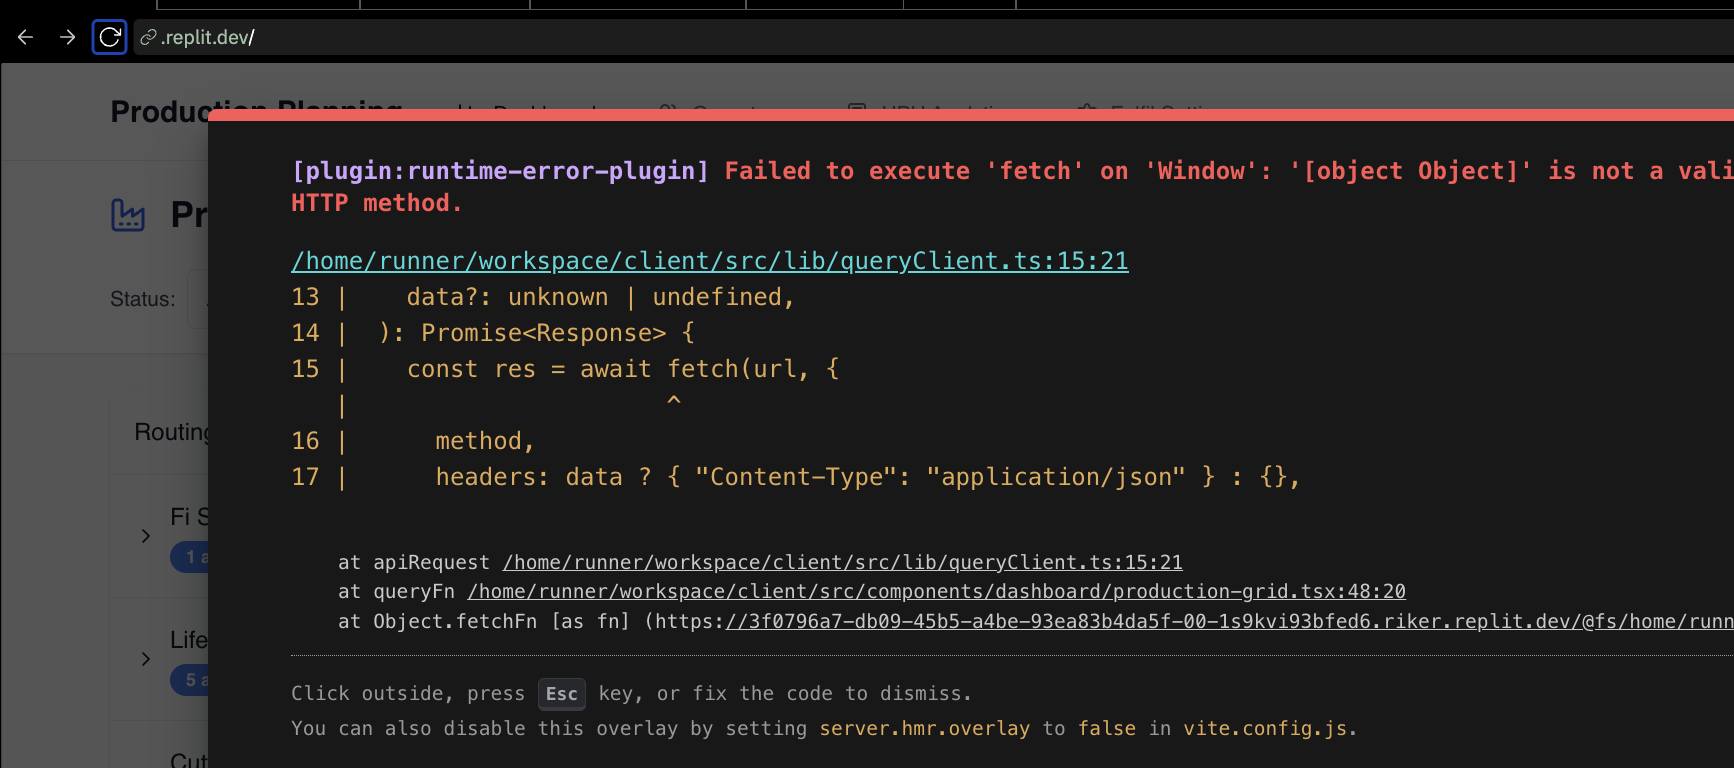 .replit.dev/
Production Planning
[plugin:runtime-error-plugin] Failed to execute 'fetch' on 'Window': '[object Object]' is not a vali
HTTP method.
Pr
/home/runner/workspace/client/src/lib/queryClient.ts:15:21
Status:
13 |    data?: unknown | undefined,
14 |  ): Promise<Response> {
15 |    const res = await fetch(url, {
   |                      ^
16 |      method,
17 |      headers: data ? { "Content-Type": "application/json" } : {},
Routing
Fi S
1 a
at apiRequest /home/runner/workspace/client/src/lib/queryClient.ts:15:21
at queryFn /home/runner/workspace/client/src/components/dashboard/production-grid.tsx:48:20
at Object.fetchFn [as fn] (https://3f0796a7-db09-45b5-a4be-93ea83b4da5f-00-1s9kvi93bfed6.riker.replit.dev/@fs/home/runn
Life
5 a
Click outside, press Esc key, or fix the code to dismiss.
You can also disable this overlay by setting server.hmr.overlay to false in vite.config.js.
Cut